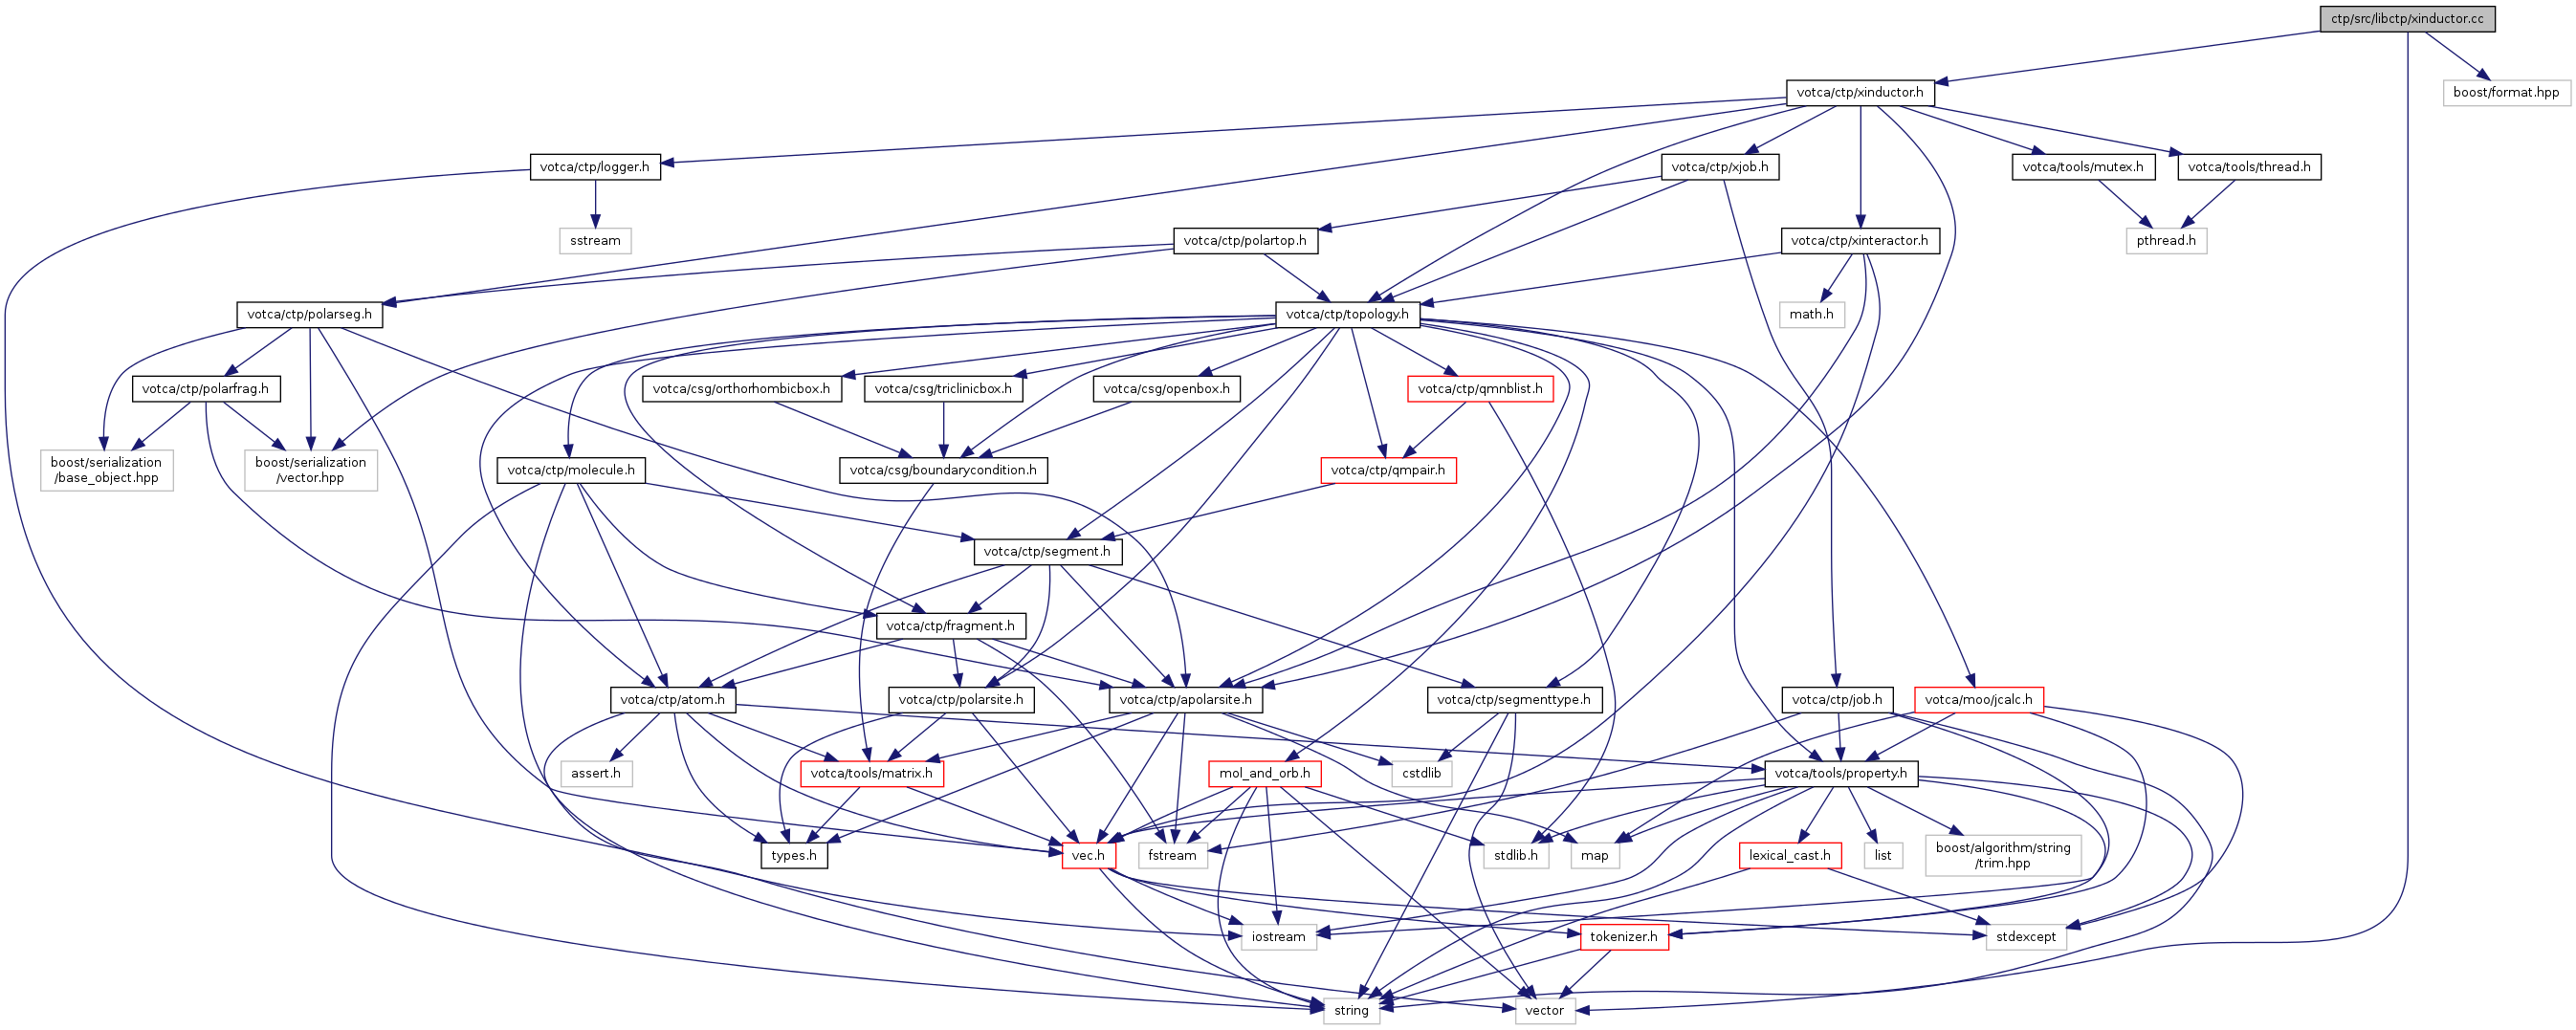 ctp/src/libctp/xinductor.cc
votca/ctp/xinductor.h
boost/format.hpp
votca/ctp/logger.h
votca/ctp/xjob.h
votca/tools/mutex.h
votca/tools/thread.h
sstream
votca/ctp/polartop.h
votca/ctp/xinteractor.h
pthread.h
votca/ctp/polarseg.h
votca/ctp/topology.h
math.h
votca/ctp/polarfrag.h
votca/csg/orthorhombicbox.h
votca/csg/triclinicbox.h
votca/csg/openbox.h
votca/ctp/qmnblist.h
boost/serialization
/base_object.hpp
boost/serialization
/vector.hpp
votca/ctp/molecule.h
votca/csg/boundarycondition.h
votca/ctp/qmpair.h
votca/ctp/segment.h
votca/ctp/fragment.h
votca/ctp/atom.h
votca/ctp/polarsite.h
votca/ctp/apolarsite.h
votca/ctp/segmenttype.h
votca/ctp/job.h
votca/moo/jcalc.h
assert.h
votca/tools/matrix.h
mol_and_orb.h
cstdlib
votca/tools/property.h
types.h
vec.h
fstream
stdlib.h
map
lexical_cast.h
list
boost/algorithm/string
/trim.hpp
iostream
tokenizer.h
stdexcept
string
vector